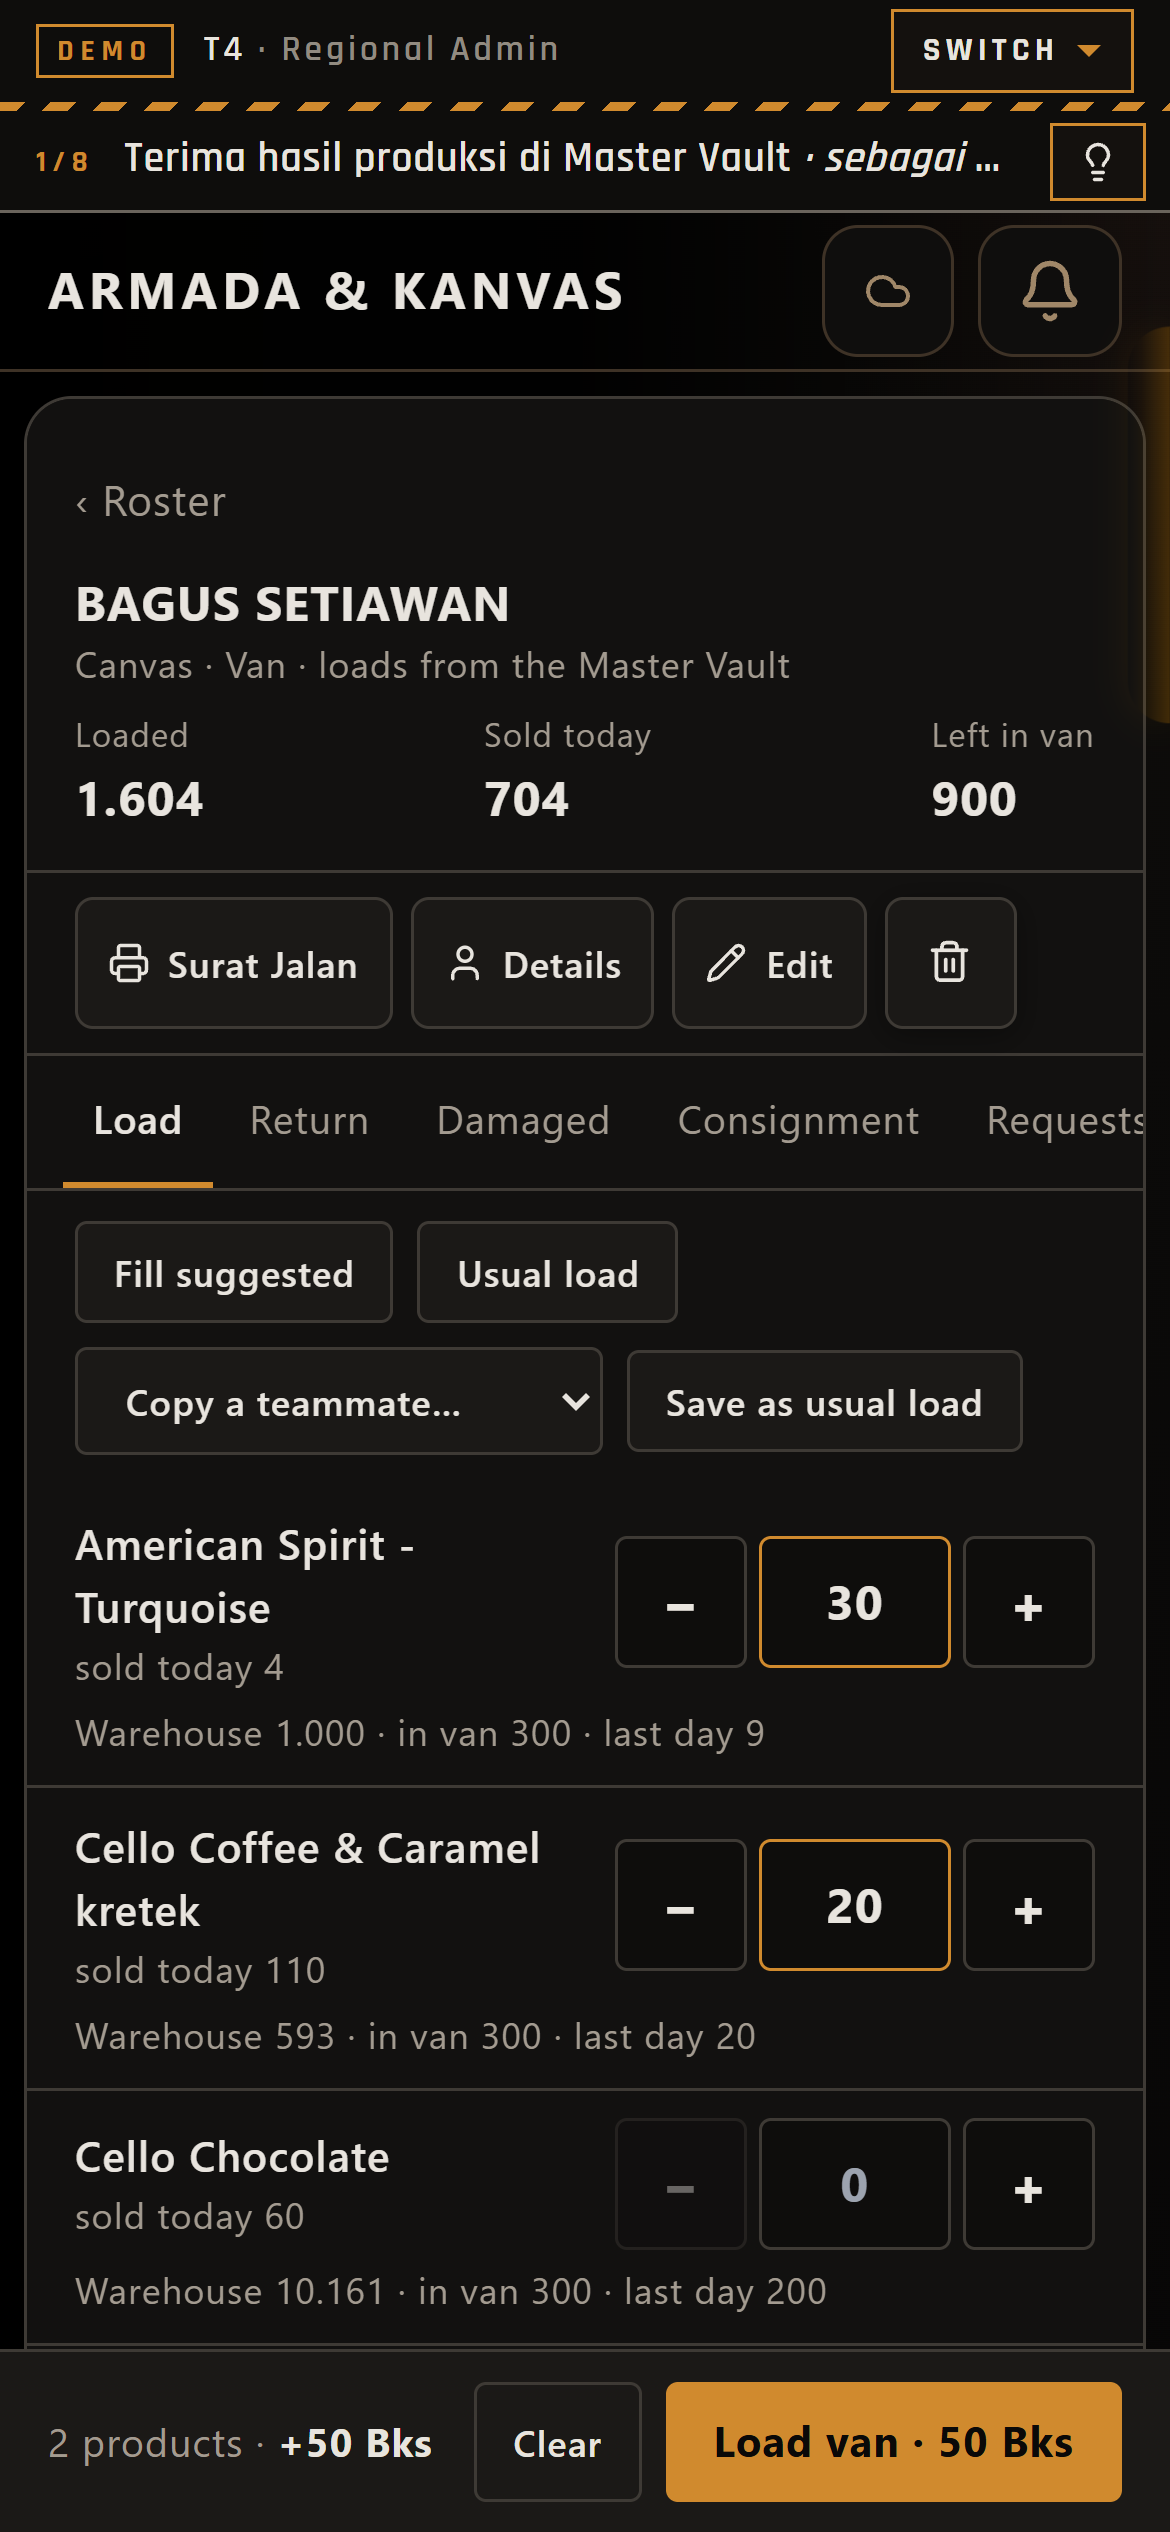 DEMO T4 · Regional Admin SWITCH
1/8 Terima hasil produksi di Master Vault · sebagai ...
ARMADA & KANVAS
‹ Roster
BAGUS SETIAWAN
Canvas · Van · loads from the Master Vault
Loaded Sold today Left in van
1.604 704 900
Surat Jalan Details Edit
Load Return Damaged Consignment Requests
Fill suggested Usual load
Copy a teammate... Save as usual load
American Spirit -
Turquoise
− 30 +
sold today 4
Warehouse 1.000 · in van 300 · last day 9
Cello Coffee & Caramel
kretek
− 20 +
sold today 110
Warehouse 593 · in van 300 · last day 20
Cello Chocolate
− 0 +
sold today 60
Warehouse 10.161 · in van 300 · last day 200
2 products · +50 Bks Clear Load van · 50 Bks